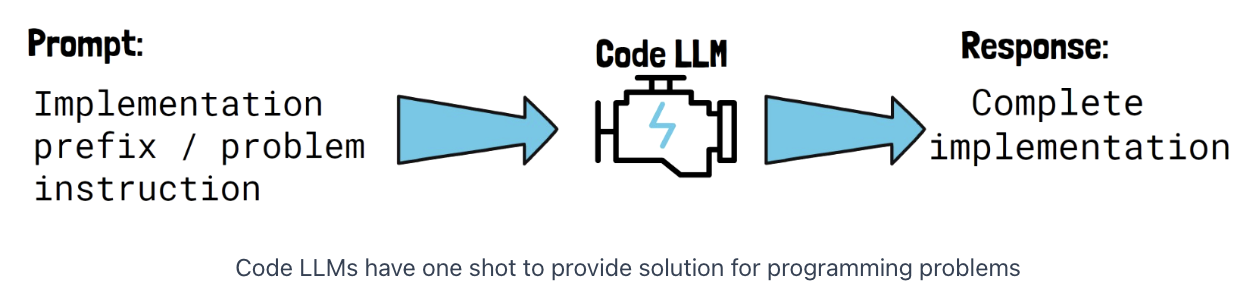 Prompt:
Implementation
prefix / problem
instruction
Code LLM
Response:
Complete
implementation
Code LLMs have one shot to provide solution for programming problems